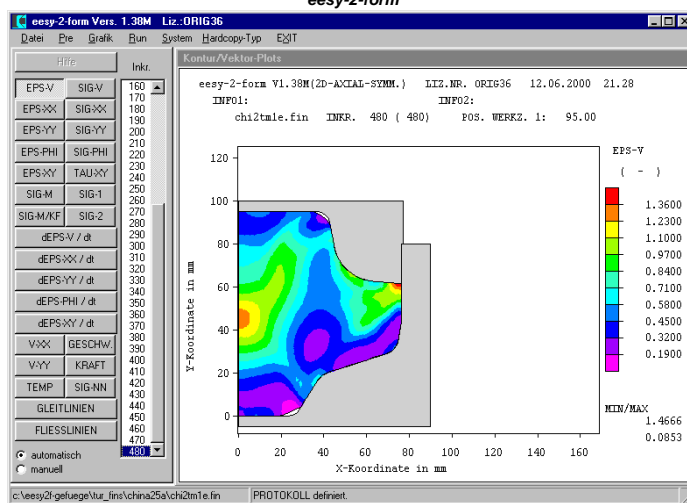 eesy-2-form
eesy-2-form Vers. 1.38M Liz.:ORIG36
Datei Pre Grafik Run System Hardcopy-Typ EXIT
Hilfe
Inkr.
EPS-V SIG-V
EPS-XX SIG-XX
EPS-YY SIG-YY
EPS-PHI SIG-PHI
EPS-XY TAU-XY
SIG-M SIG-1
SIG-M/KF SIG-2
dEPS-V / dt
dEPS-XX / dt
dEPS-YY / dt
dEPS-PHI / dt
dEPS-XY / dt
V-XX GESCHW.
V-YY KRAFT
TEMP SIG-NN
GLEITLINIEN
FLIESSLINIEN
automatisch
manuell
160
170
180
190
200
210
220
230
240
250
260
270
280
290
300
310
320
330
340
350
360
370
380
390
400
410
420
430
440
450
460
470
480
Kontur/Vektor-Plots
eesy-2-form V1.38M{2D-AXIAL-SYMM.} LIZ.NR. ORIG36 12.06.2000 21.28
INFO1: INFO2:
chi2tmle.fin INKR. 480 ( 480) POS. WERKZ. 1: 95.00
EPS-V
( - )
1.3600
1.2300
1.1000
0.9700
0.8400
0.7100
0.5800
0.4500
0.3200
0.1900
MIN/MAX
1.4666
0.0853
Y-Koordinate in mm
120
100
80
60
40
20
0
0 20 40 60 80 100 120 140 160
X-Koordinate in mm
c:\eesy2f-gefuege\tur_fins\china25a\chi2tm1e.fin PROTOKOLL definiert.